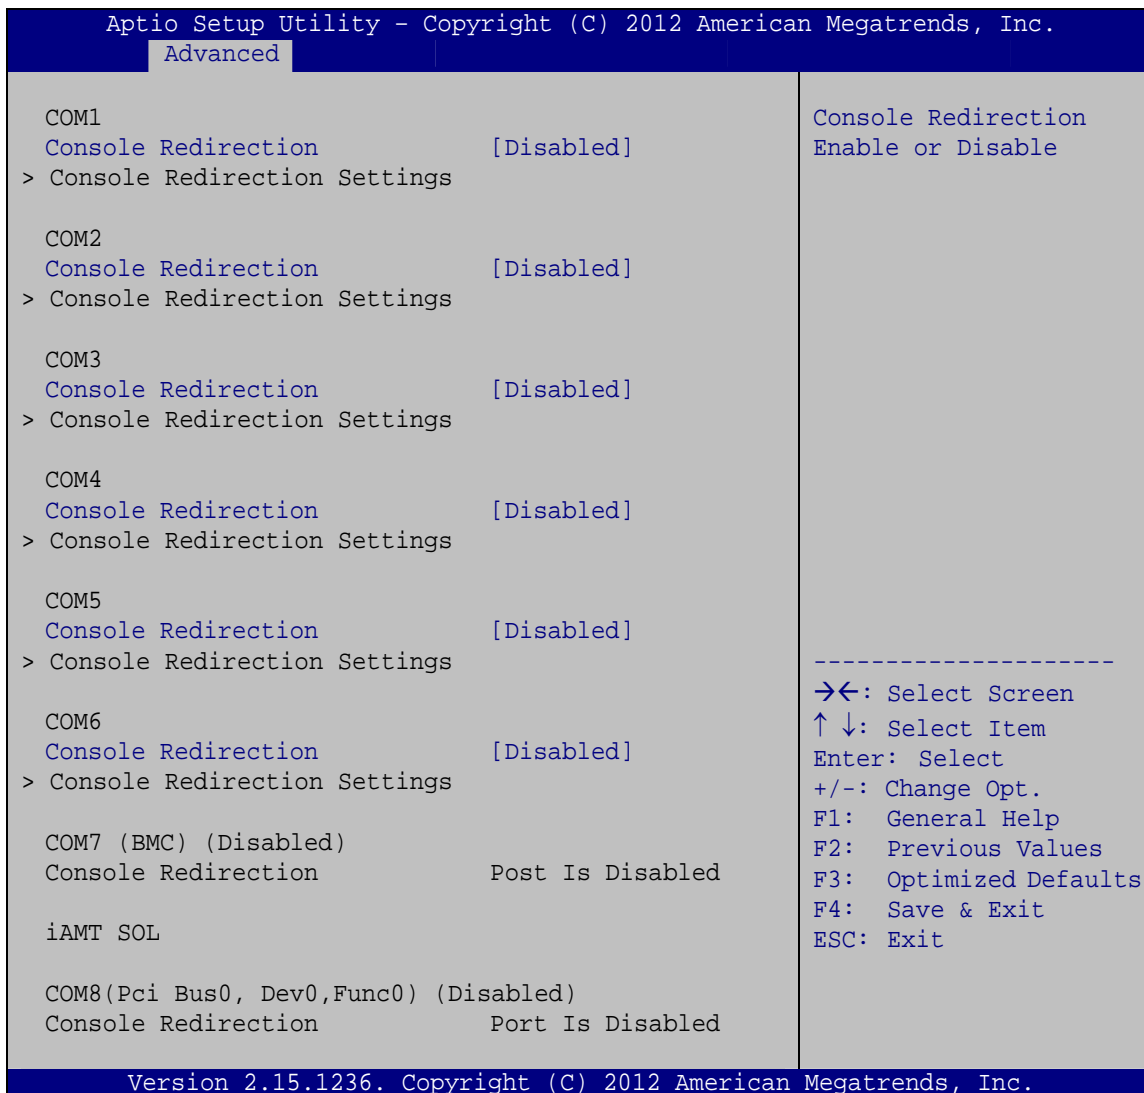 Aptio Setup Utility – Copyright (C) 2012 American Megatrends, Inc.
Advanced
COM1
Console Redirection [Disabled]
> Console Redirection Settings
COM2
Console Redirection [Disabled]
> Console Redirection Settings
COM3
Console Redirection [Disabled]
> Console Redirection Settings
COM4
Console Redirection [Disabled]
> Console Redirection Settings
COM5
Console Redirection [Disabled]
> Console Redirection Settings
COM6
Console Redirection [Disabled]
> Console Redirection Settings
COM7 (BMC) (Disabled)
Console Redirection Post Is Disabled
iAMT SOL
COM8(Pci Bus0, Dev0,Func0) (Disabled)
Console Redirection Port Is Disabled
Console Redirection
Enable or Disable
---------------------
→←: Select Screen
↑ ↓: Select Item
Enter: Select
+/-: Change Opt.
F1: General Help
F2: Previous Values
F3: Optimized Defaults
F4: Save & Exit
ESC: Exit
Version 2.15.1236. Copyright (C) 2012 American Megatrends, Inc.